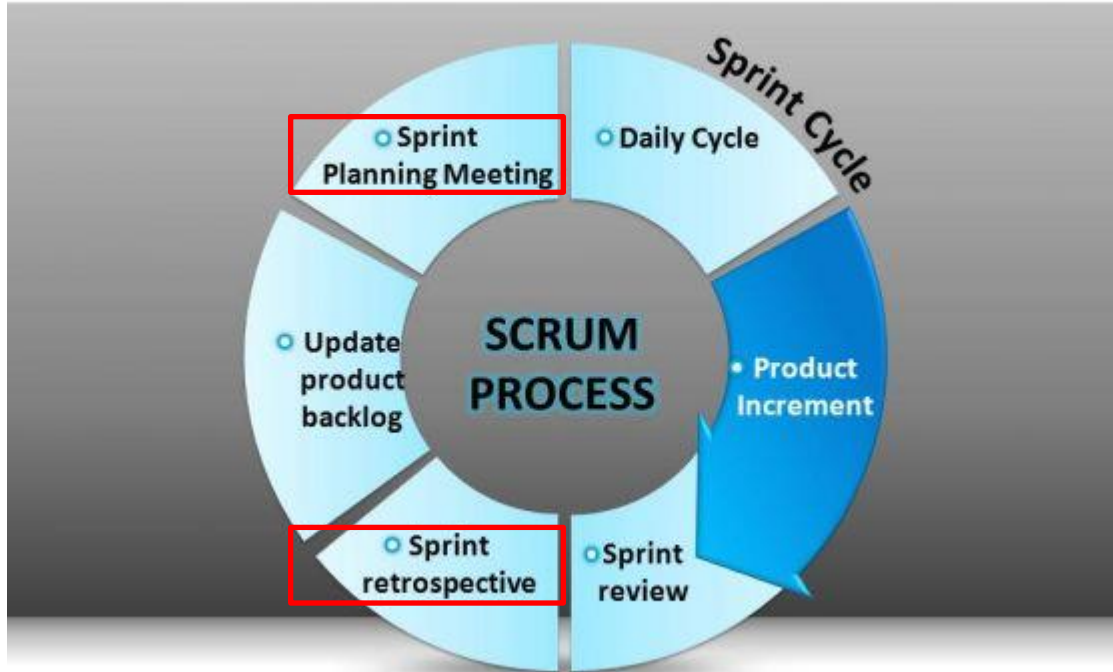 Sprint Cycle
Sprint
Planning Meeting
Daily Cycle
Update
product
backlog
SCRUM
PROCESS
Product
Increment
Sprint
retrospective
Sprint
review